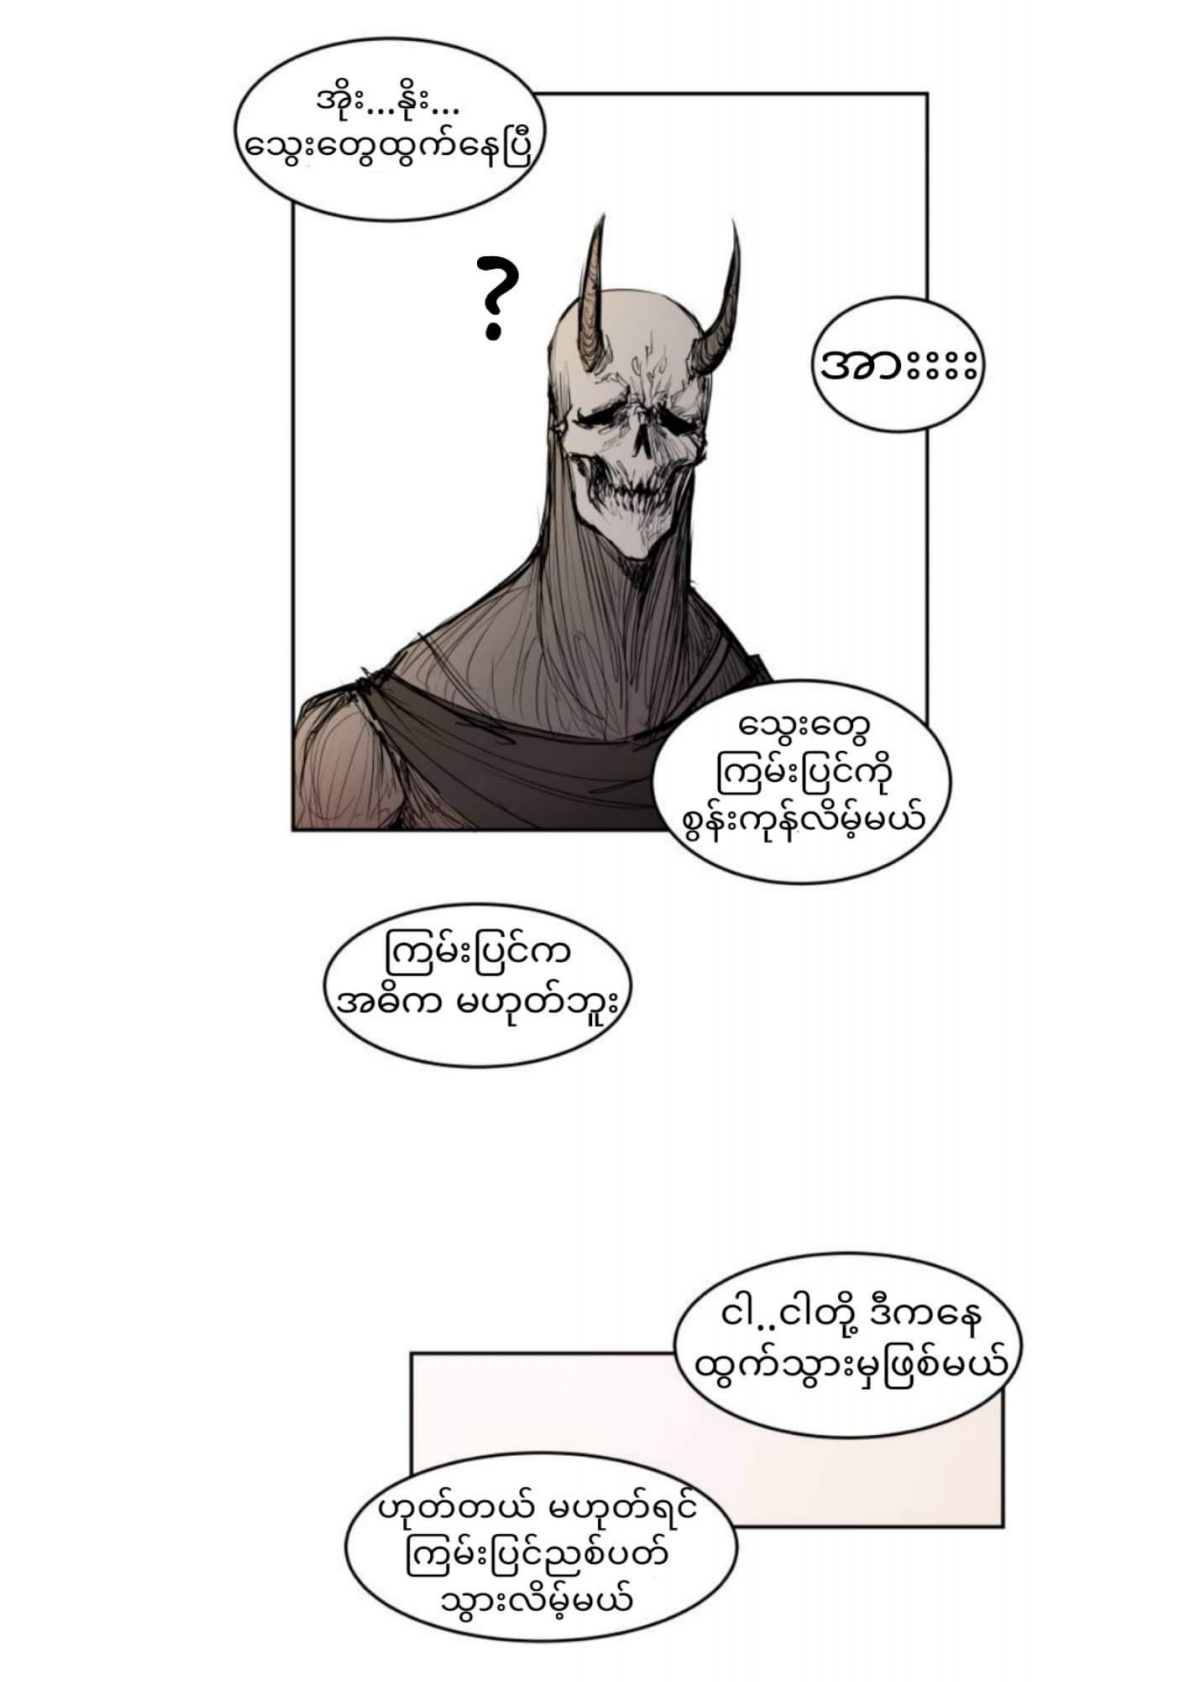 အိုး...နိုး...
သွေးတွေထွက်နေပြီ
?
အားးးး
သွေးတွေ
ကြမ်းပြင်ကို
စွန်းကုန်လိမ့်မယ်
ကြမ်းပြင်က
အဓိက မဟုတ်ဘူး
ငါ..ငါတို့ ဒီကနေ
ထွက်သွားမှဖြစ်မယ်
ဟုတ်တယ် မဟုတ်ရင်
ကြမ်းပြင်ညစ်ပတ်
သွားလိမ့်မယ်